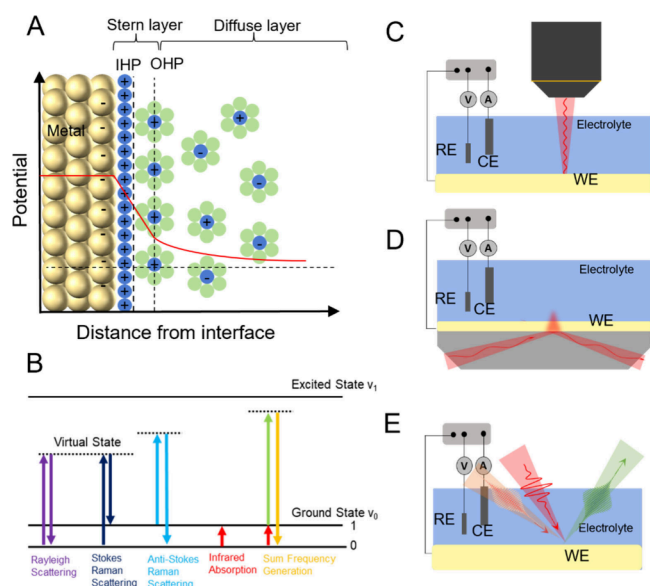 A
Stern layer
Diffuse layer
IHP
OHP
Metal
Potential
Distance from interface
B
Excited State v1
Virtual State
Ground State v0
1
0
Rayleigh
Scattering
Stokes
Raman
Scattering
Anti-Stokes
Raman
Scattering
Infrared
Absorption
Sum Frequency
Generation
C
V
A
Electrolyte
RE
CE
WE
D
V
A
Electrolyte
RE
CE
WE
E
V
A
RE
CE
Electrolyte
WE